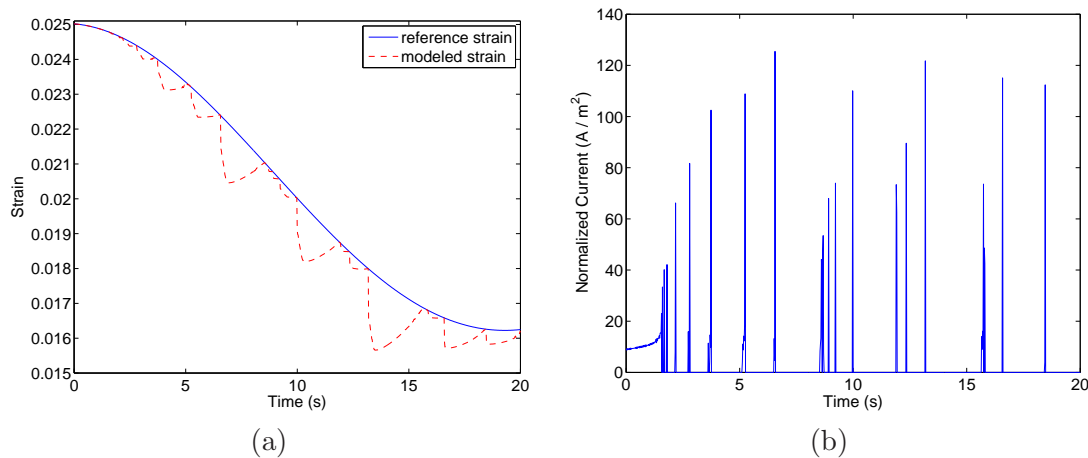 0.025
0.024
0.023
0.022
0.021
0.02
0.019
0.018
0.017
0.016
0.015
Strain
0 5 10 15 20
Time (s)
reference strain
modeled strain
(a)
140
120
100
80
60
40
20
0
Normalized Current (A / m²)
0 5 10 15 20
Time (s)
(b)